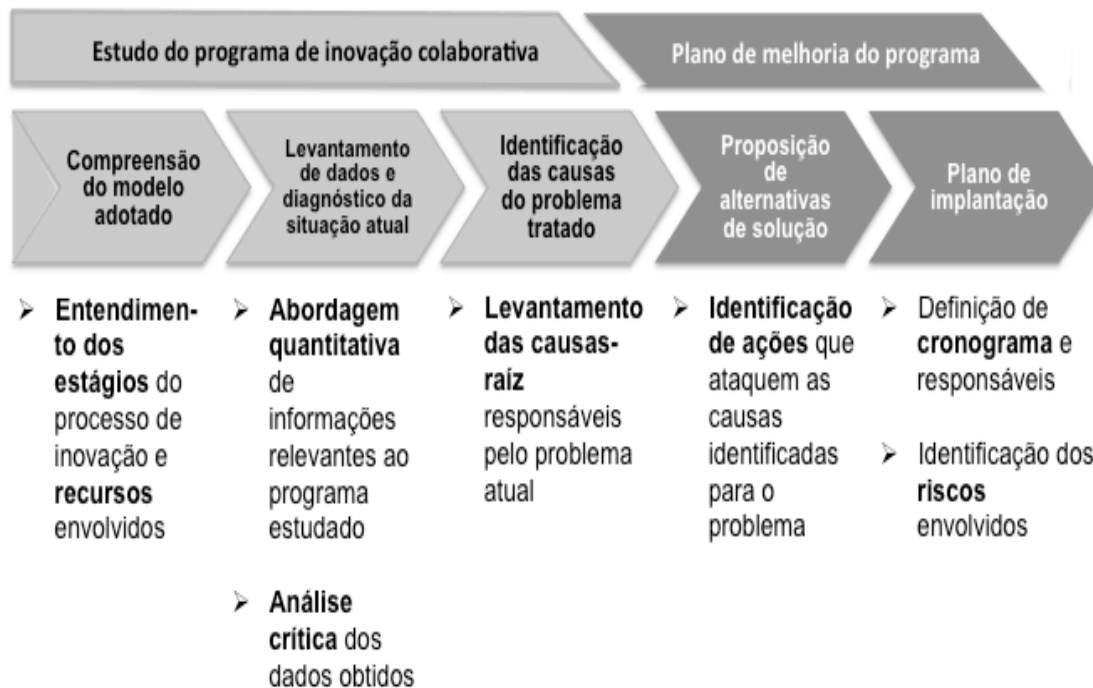 Estudo do programa de inovação colaborativa
Plano de melhoria do programa
Compreensão
do modelo
adotado
Levantamento
de dados e
diagnóstico da
situação atual
Identificação
das causas
do problema
tratado
Proposição
de
alternativas
de solução
Plano de
implantação
➢ Entendimen-
to dos
estágios do
processo de
inovação e
recursos
envolvidos
➢ Abordagem
quantitativa
de
informações
relevantes ao
programa
estudado
➢ Análise
crítica dos
dados obtidos
➢ Levantamento
das causas-
raíz
responsáveis
pelo problema
atual
➢ Identificação
de ações que
ataquem as
causas
identificadas
para o
problema
➢ Definição de
cronograma e
responsáveis
➢ Identificação dos
riscos
envolvidos